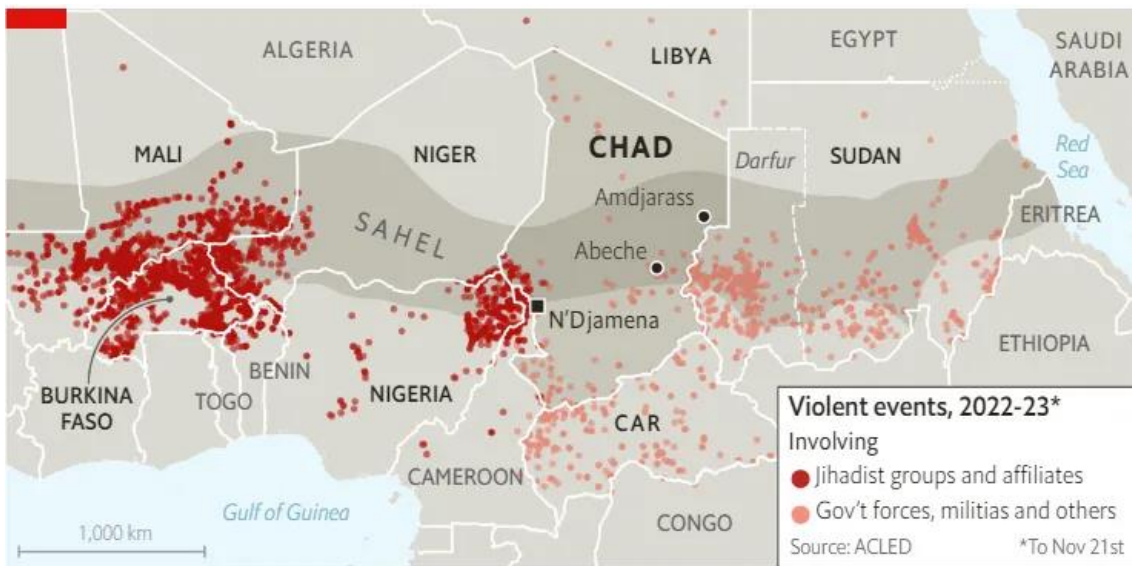 ALGERIA
LIBYA
EGYPT
SAUDI
ARABIA
MALI
NIGER
CHAD
Darfur
SUDAN
Red
Sea
SAHEL
Amdjarass
Abeche
ERITREA
N'Djamena
BENIN
NIGERIA
ETHIOPIA
BURKINA
FASO
TOGO
CAR
CAMEROON
Gulf of Guinea
CONGO
1,000 km
Violent events, 2022-23*
Involving
Jihadist groups and affiliates
Gov't forces, militias and others
Source: ACLED
*To Nov 21st